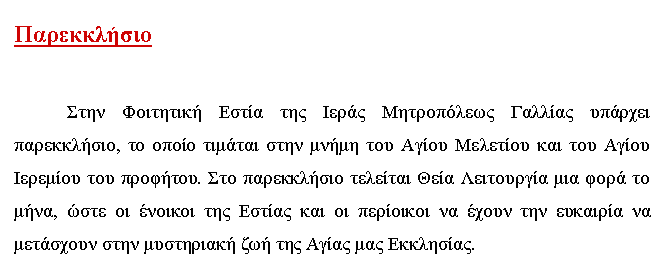 Παρεκκλήσιο
Στην Φοιτητική Εστία της Ιεράς Μητροπόλεως Γαλλίας υπάρχει
παρεκκλήσιο, το οποίο τιμάται στην μνήμη του Αγίου Μελετίου και του Αγίου
Ιερεμίου του προφήτου. Στο παρεκκλήσιο τελείται Θεία Λειτουργία μια φορά το
μήνα, ώστε οι ένοικοι της Εστίας και οι περίοικοι να έχουν την ευκαιρία να
μετάσχουν στην μυστηριακή ζωή της Αγίας μας Εκκλησίας.